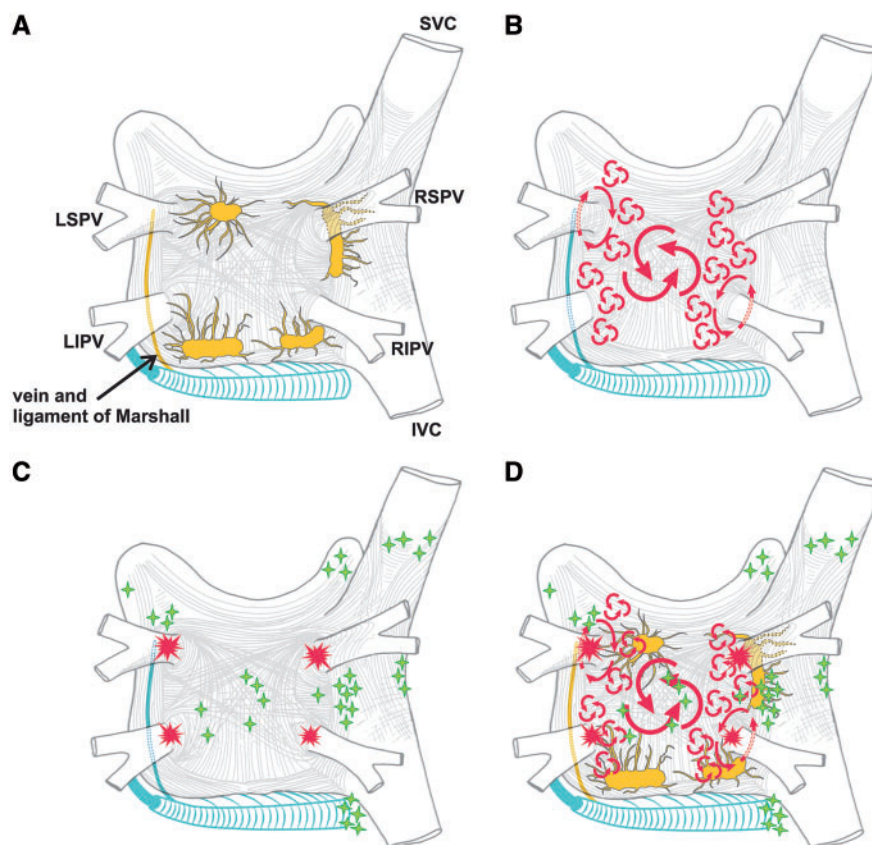 A
SVC
B
RSPV
LSPV
LIPV
RIPV
vein and
ligament of Marshall
IVC
C
D